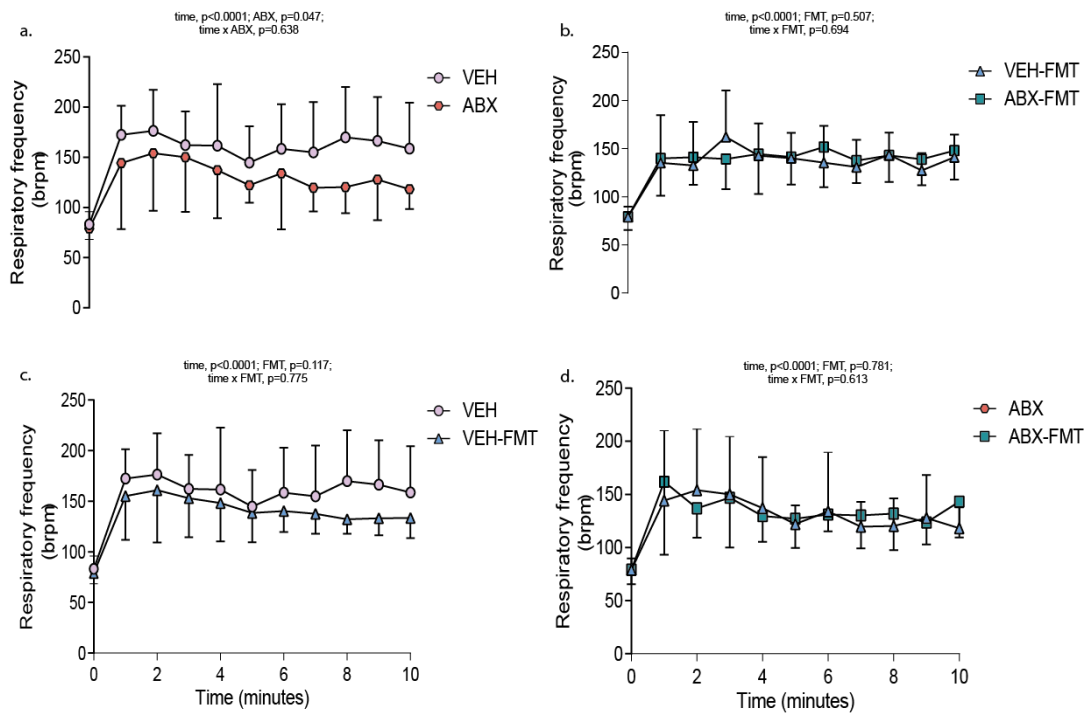 time, p<0.0001; ABX, p=0.047;
time x ABX, p=0.638
a.
Respiratory frequency
(brpm)
250
200
150
100
50
0
VEH
ABX
time, p<0.0001; FMT, p=0.507;
time x FMT, p=0.694
b.
Respiratory frequency
(brpm)
250
200
150
100
50
0
VEH-FMT
ABX-FMT
time, p<0.0001; FMT, p=0.117;
time x FMT, p=0.775
c.
Respiratory frequency
(brpm)
250
200
150
100
50
0
VEH
VEH-FMT
0 2 4 6 8 10
Time (minutes)
time, p<0.0001; FMT, p=0.781;
time x FMT, p=0.613
d.
Respiratory frequency
(brpm)
250
200
150
100
50
0
ABX
ABX-FMT
0 2 4 6 8 10
Time (minutes)